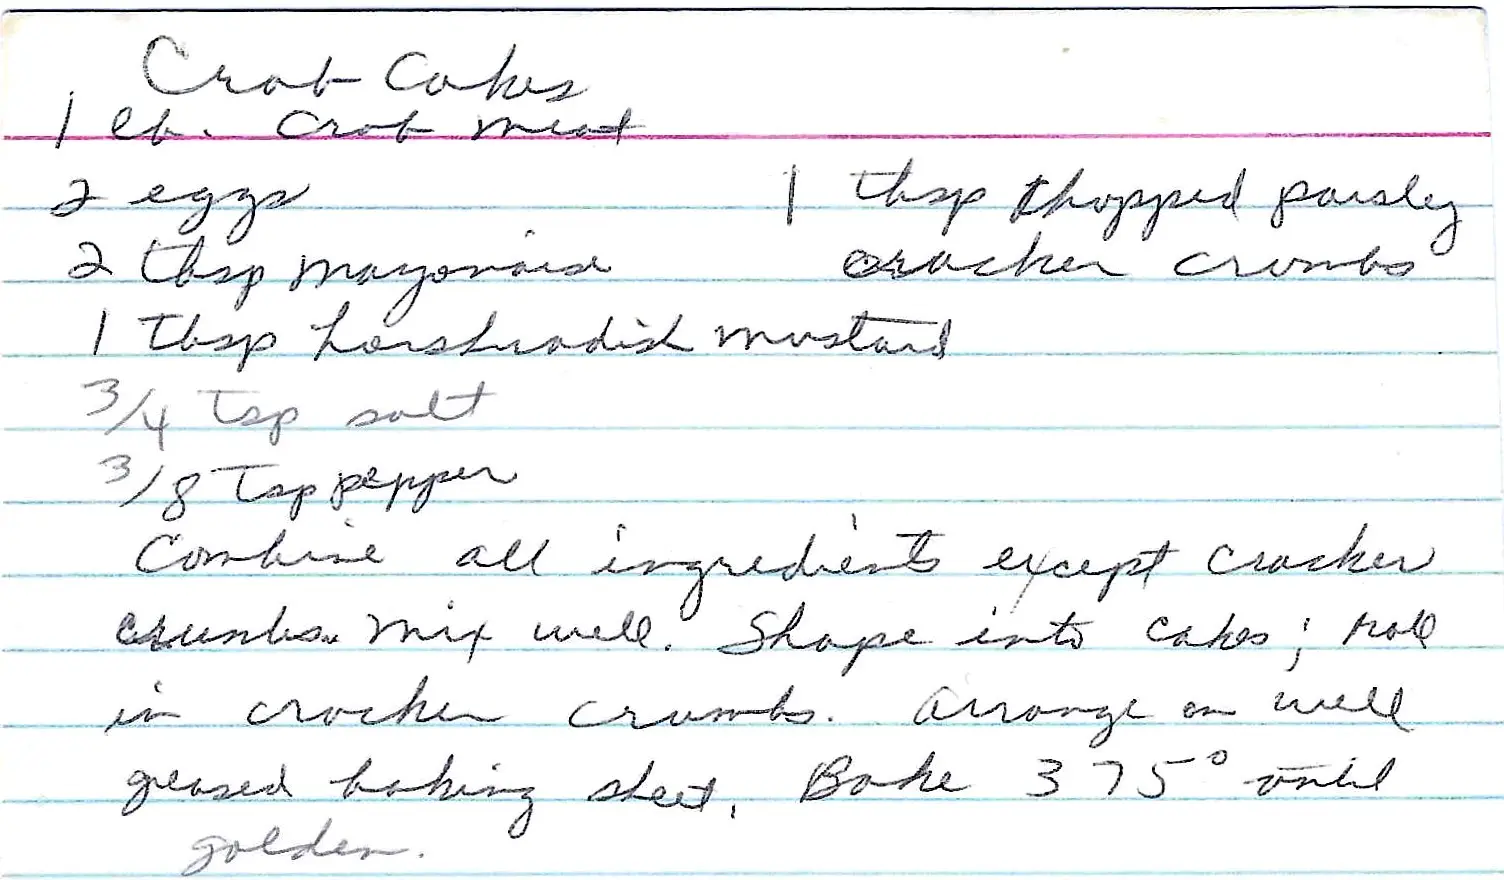 Crab Cakes
1 lb. Crab meat
2 eggs
1 tbsp chopped parsley
2 tbsp mayonaise
cracker crumbs
1 tbsp horshradish mustard
3/4 tsp salt
3/8 tsp pepper
Combine all ingredients except cracker
crumbs. Mix well. Shape into cakes; roll
in cracker crumbs. Arrange on well
greased baking sheet. Bake 375° until
golden.